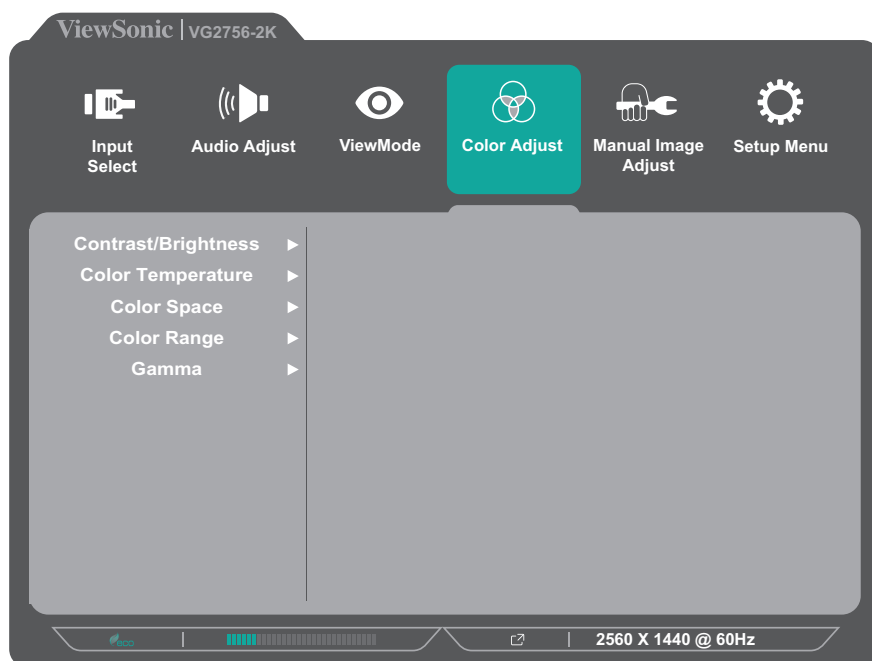 ViewSonic | VG2756-2K
Input Select
Audio Adjust
ViewMode
Color Adjust
Manual Image Adjust
Setup Menu
Contrast/Brightness
Color Temperature
Color Space
Color Range
Gamma
eco
2560 X 1440 @ 60Hz